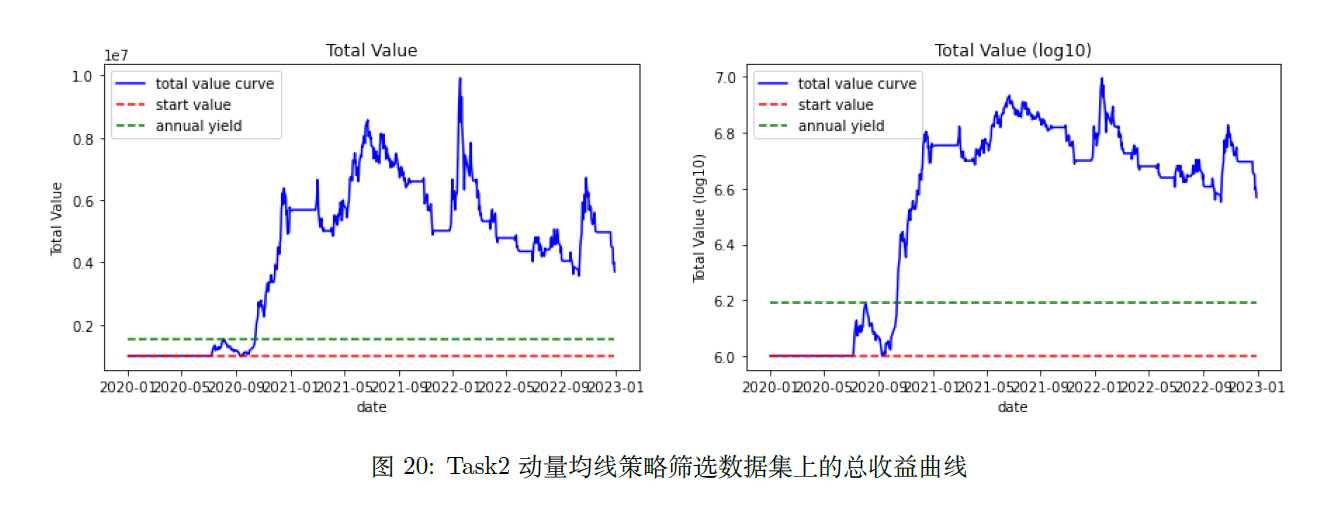 Total Value
1e7
1.0
0.8
0.6
0.4
0.2
Total Value
total value curve
start value
annual yield
2020-01
2020-05
2020-09
2021-01
2021-05
2021-09
2022-01
2022-05
2022-09
2023-01
date
Total Value (log10)
7.0
6.8
6.6
6.4
6.2
6.0
Total Value (log10)
total value curve
start value
annual yield
2020-01
2020-05
2020-09
2021-01
2021-05
2021-09
2022-01
2022-05
2022-09
2023-01
date
图 20: Task2 动量均线策略筛选数据集上的总收益曲线